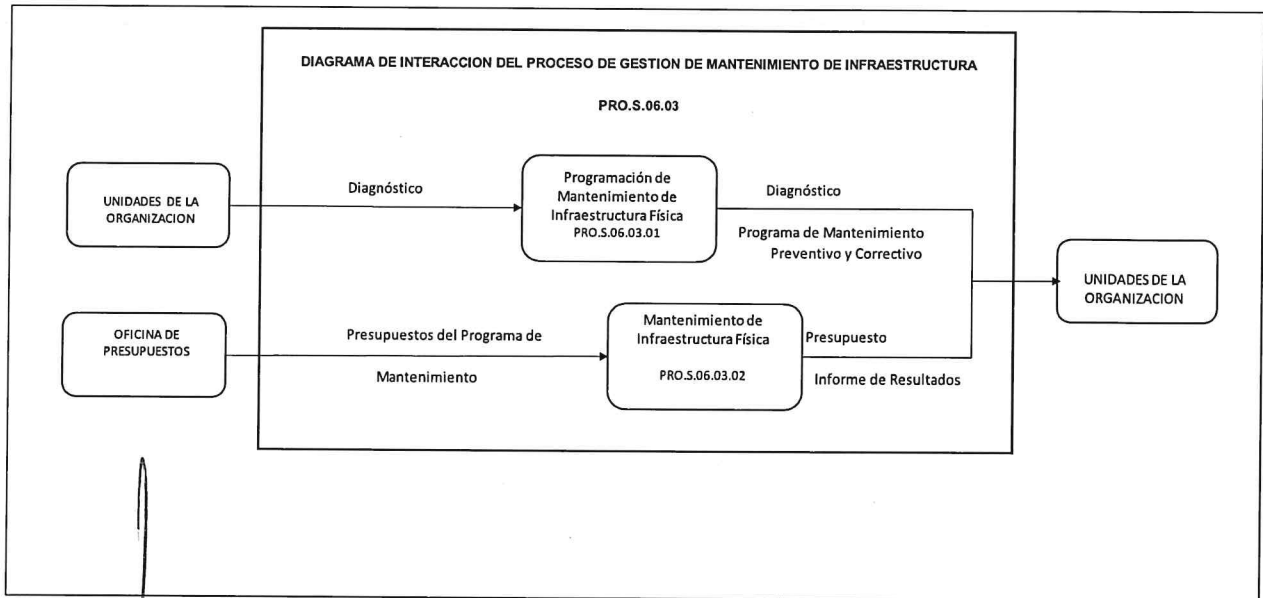 DIAGRAMA DE INTERACCION DEL PROCESO DE GESTION DE MANTENIMIENTO DE INFRAESTRUCTURA
PRO.S.06.03
UNIDADES DE LA
ORGANIZACION
Diagnóstico
Programación de
Mantenimiento de
Infraestructura Física
PRO.S.06.03.01
Diagnóstico
Programa de Mantenimiento
Preventivo y Correctivo
UNIDADES DE LA
ORGANIZACION
OFICINA DE
PRESUPUESTOS
Presupuestos del Programa de
Mantenimiento
Mantenimiento de
Infraestructura Física
PRO.S.06.03.02
Presupuesto
Informe de Resultados